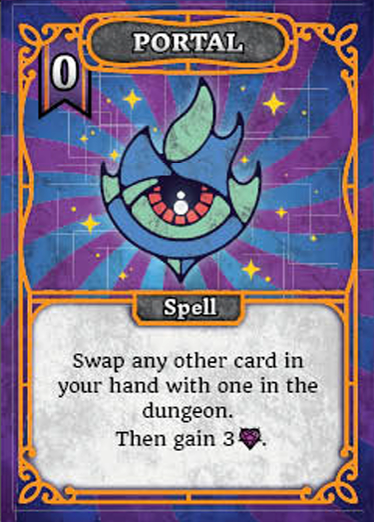 PORTAL
0
Spell
Swap any other card in
your hand with one in the
dungeon.
Then gain 3.